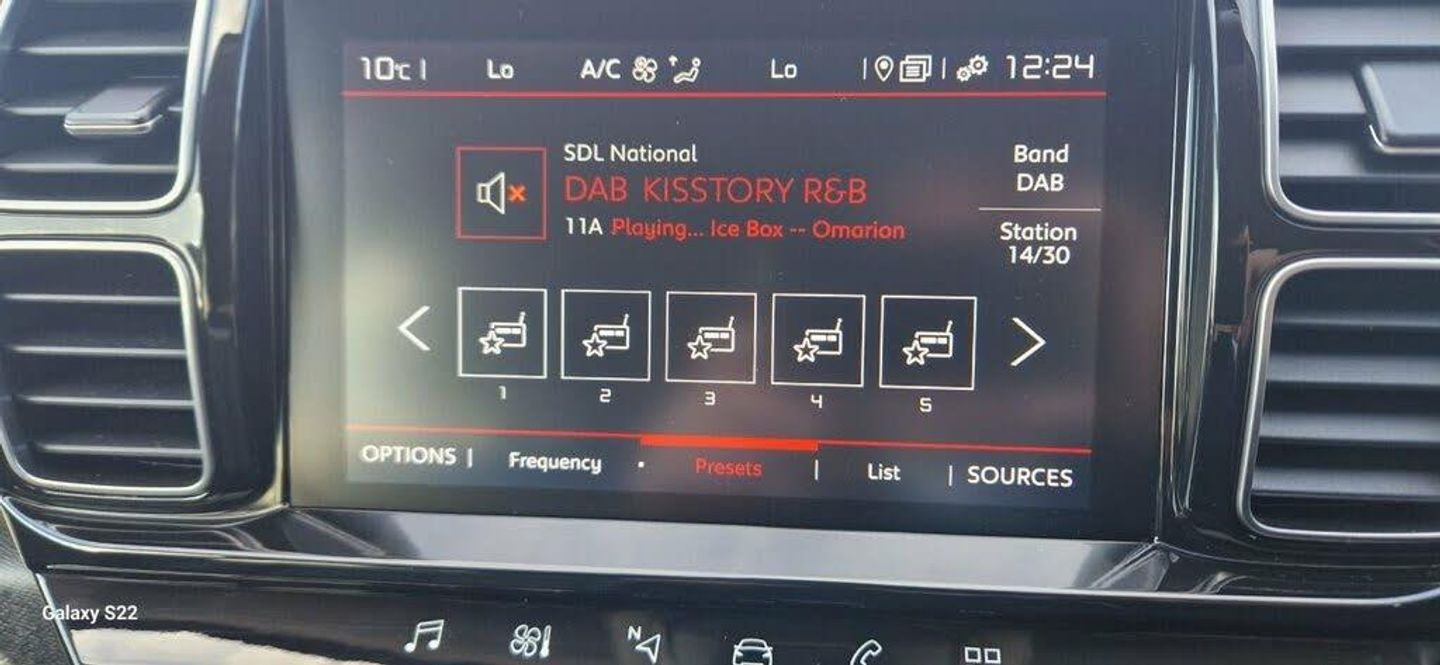 10°C Lo A/C Lo 12:24
SDL National
DAB KISSTORY R&B
11A Playing... Ice Box -- Omarion
Band
DAB
Station
14/30
1 2 3 4 5
OPTIONS Frequency Presets List SOURCES
N
Galaxy S22